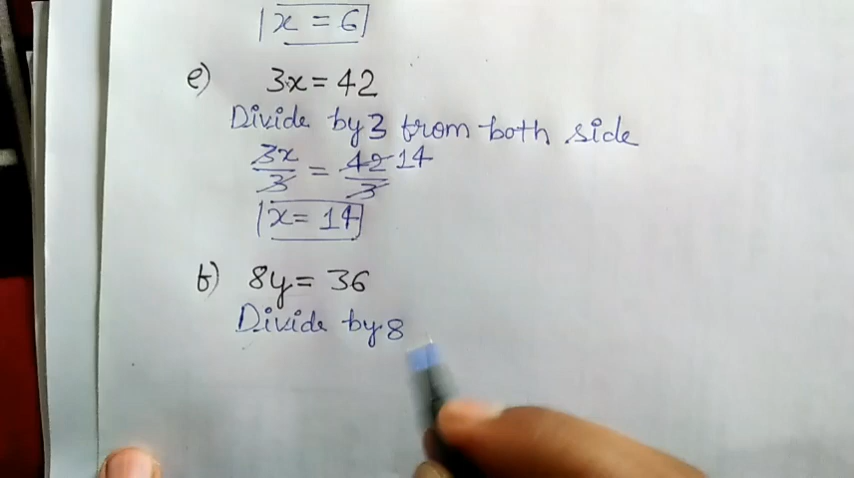 x = 6
e) 3x = 42
Divide by 3 from both side
3x/3 = 42/3 14
x = 14
f) 8y = 36
Divide by 8